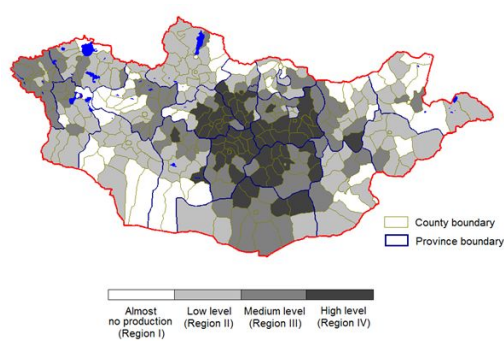 County boundary
Province boundary
Almost
no production
(Region I)
Low level
(Region II)
Medium level
(Region III)
High level
(Region IV)